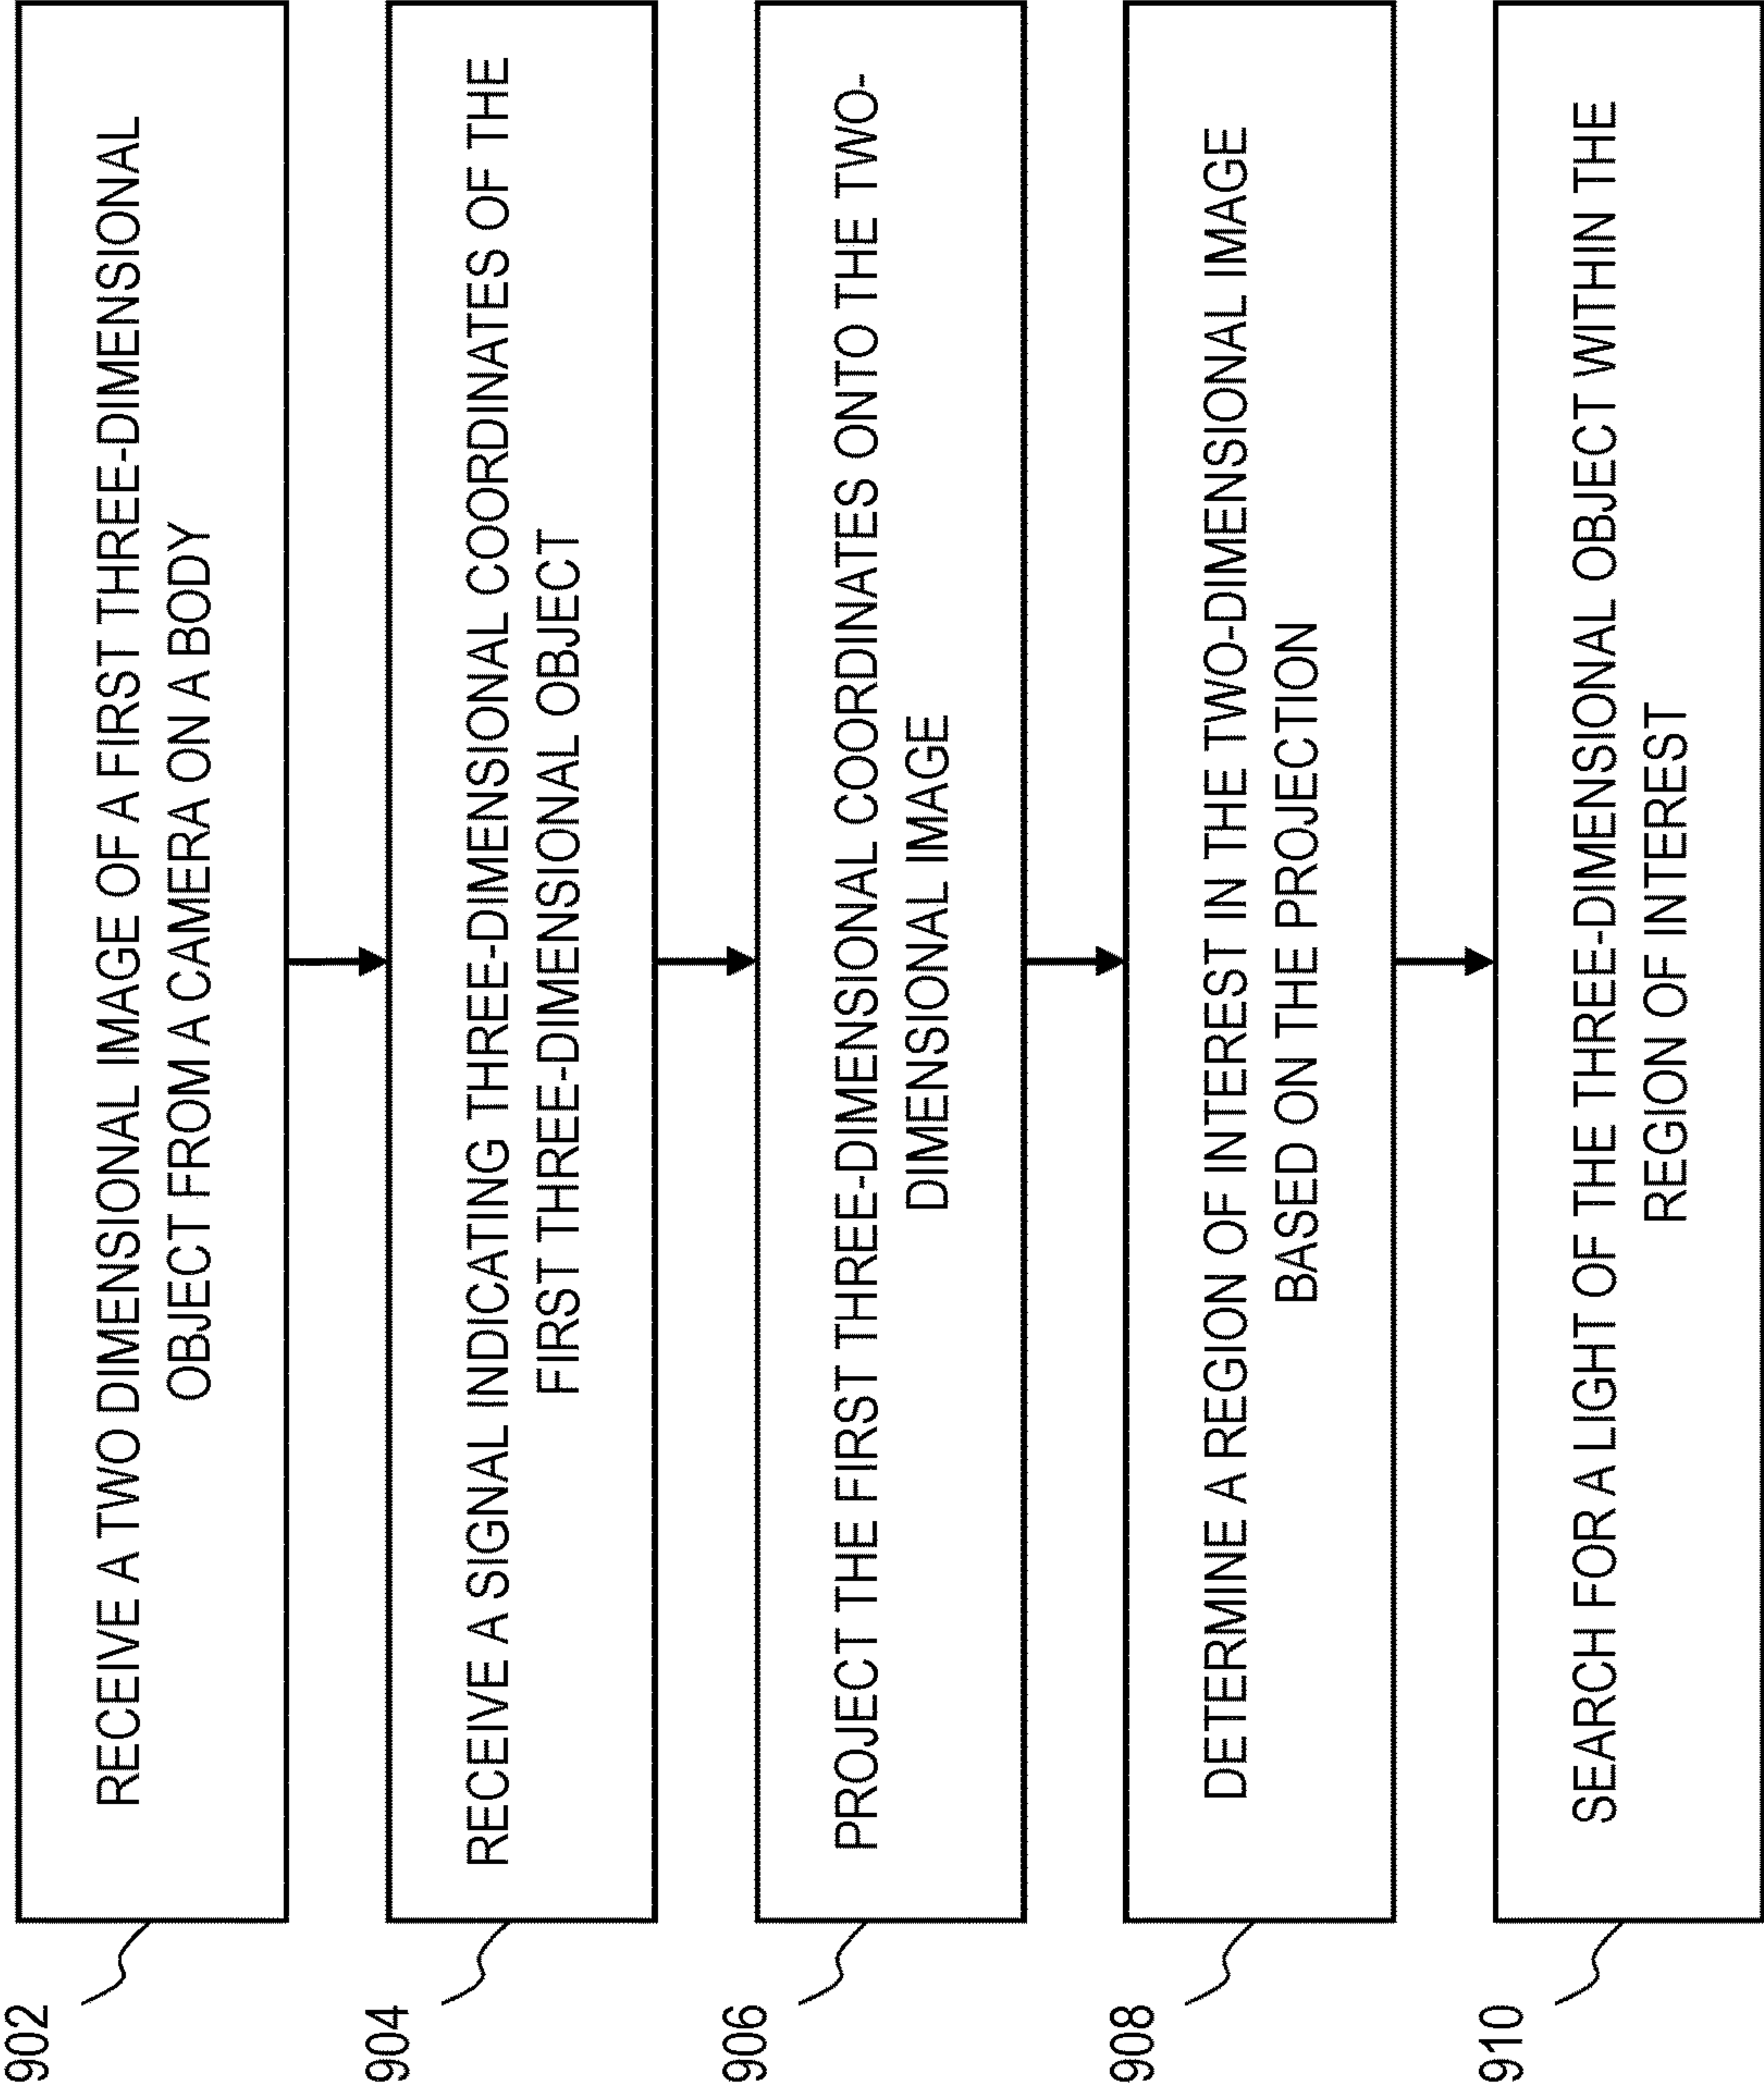 902
RECEIVE A TWO DIMENSIONAL IMAGE OF A FIRST THREE-DIMENSIONAL
OBJECT FROM A CAMERA ON A BODY
904
RECEIVE A SIGNAL INDICATING THREE-DIMENSIONAL COORDINATES OF THE
FIRST THREE-DIMENSIONAL OBJECT
906
PROJECT THE FIRST THREE-DIMENSIONAL COORDINATES ONTO THE TWO-
DIMENSIONAL IMAGE
908
DETERMINE A REGION OF INTEREST IN THE TWO-DIMENSIONAL IMAGE
BASED ON THE PROJECTION
910
SEARCH FOR A LIGHT OF THE THREE-DIMENSIONAL OBJECT WITHIN THE
REGION OF INTEREST